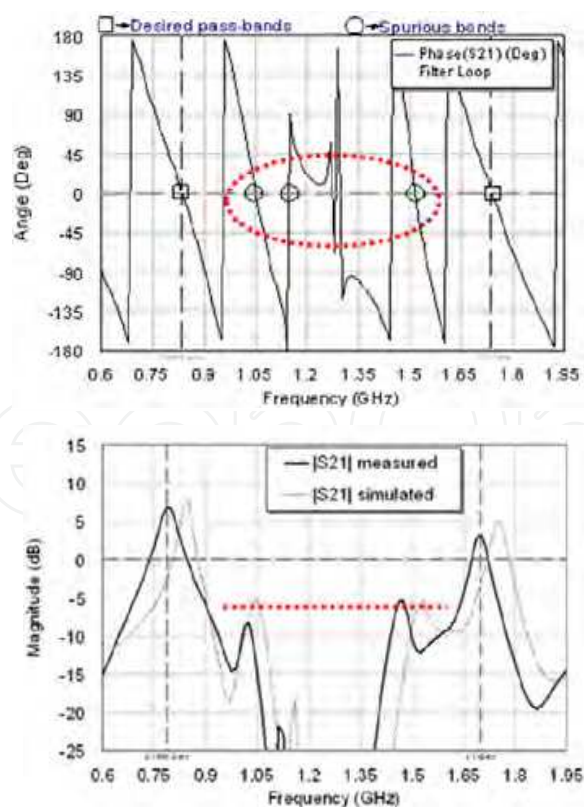 Desired pass-bands Spurious bands
180
135
90
45
0
-45
-90
-135
-180
Angle (Deg)
Phase(S21) (Deg)
Filter Loop
0.6 0.75 0.9 1.05 1.2 1.35 1.5 1.65 1.8 1.95
Frequency (GHz)
15
10
5
0
-5
-10
-15
-20
-25
Magnitude (dB)
|S21| measured
|S21| simulated
0.6 0.75 0.9 1.05 1.2 1.35 1.5 1.65 1.8 1.95
Frequency (GHz)